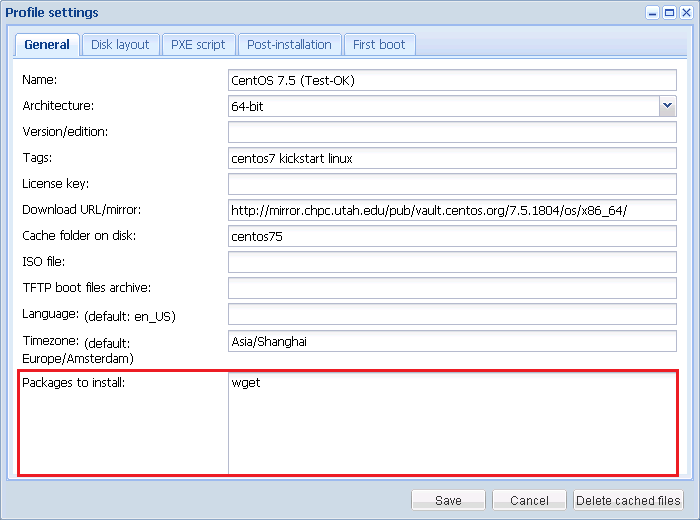 Profile settings
General Disk layout PXE script Post-installation First boot
Name: CentOS 7.5 (Test-OK)
Architecture: 64-bit
Version/edition:
Tags: centos7 kickstart linux
License key:
Download URL/mirror: http://mirror.chpc.utah.edu/pub/vault.centos.org/7.5.1804/os/x86_64/
Cache folder on disk: centos75
ISO file:
TFTP boot files archive:
Language: (default: en_US)
Timezone: (default: Asia/Shanghai
Europe/Amsterdam)
Packages to install: wget
Save Cancel Delete cached files